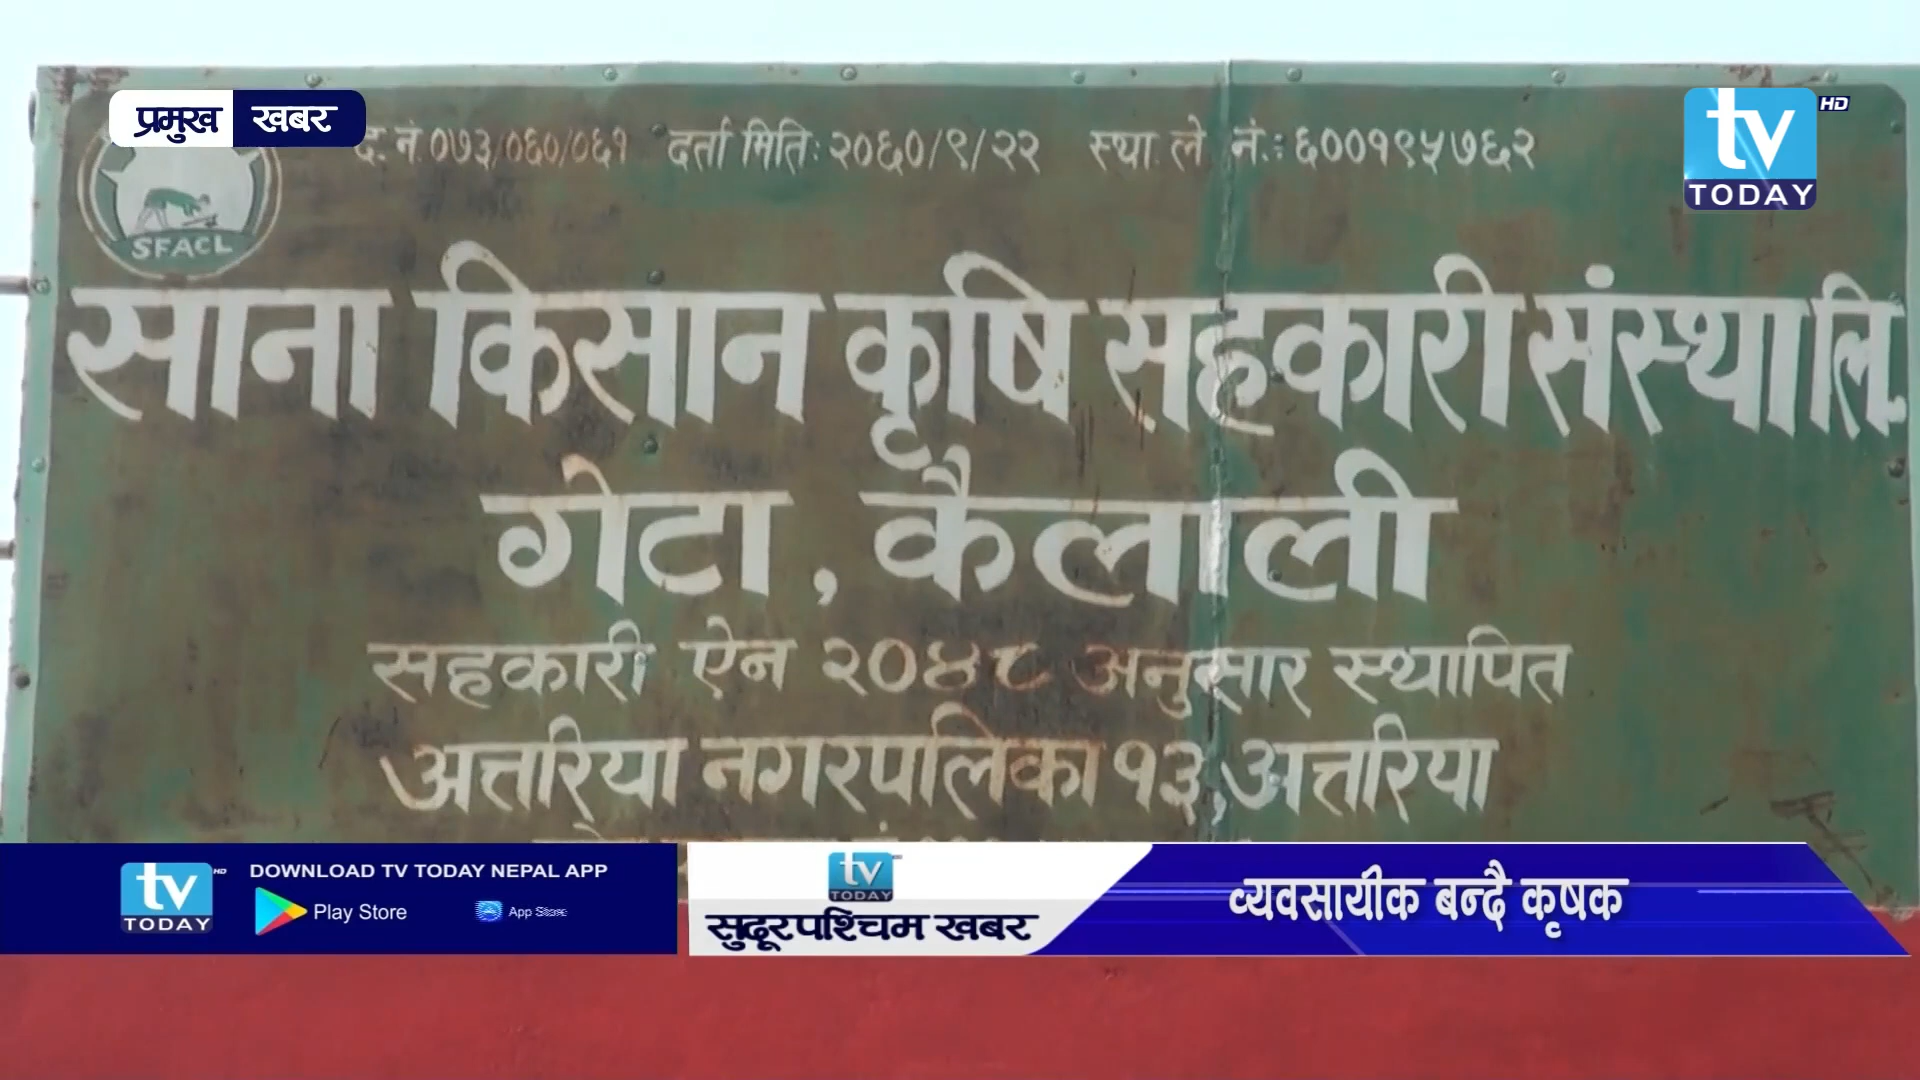 प्रमुख खबर
tv TODAY HD
द. नं. ०७३/०६०/०६१ दर्ता मिति: २०६०/९/२२ स्था. ले. नं.: ६००१९५७६२
SFACL
साना किसान कृषि सहकारी संस्था लि.
गेटा, कैलाली
सहकारी ऐन २०४८ अनुसार स्थापित
अत्तरिया नगरपलिका १३, अत्तरिया
tv TODAY HD
DOWNLOAD TV TODAY NEPAL APP
Play Store
App Store
tv TODAY
सुदूरपश्चिम खबर
व्यवसायीक बन्दै कृषक